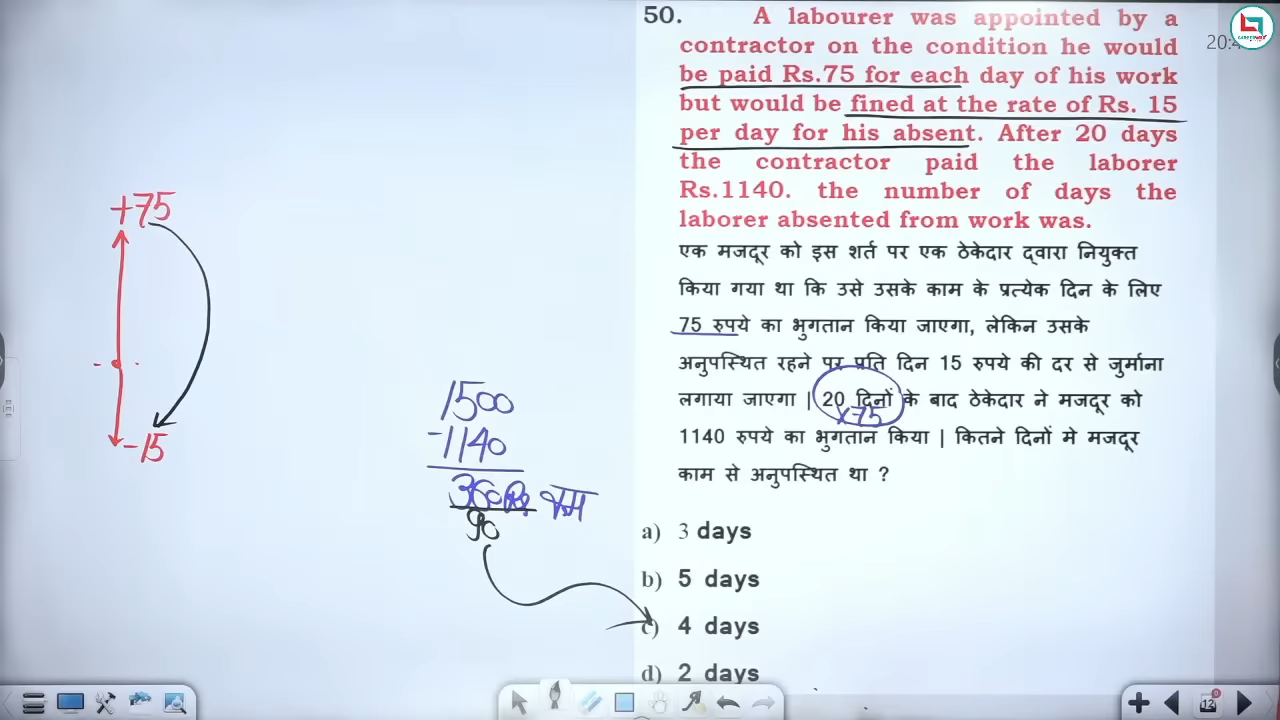 50. A labourer was appointed by a
contractor on the condition he would
be paid Rs.75 for each day of his work
but would be fined at the rate of Rs. 15
per day for his absent. After 20 days
the contractor paid the laborer
Rs.1140. the number of days the
laborer absented from work was.
एक मजदूर को इस शर्त पर एक ठेकेदार द्वारा नियुक्त
किया गया था कि उसे उसके काम के प्रत्येक दिन के लिए
75 रुपये का भुगतान किया जाएगा, लेकिन उसके
अनुपस्थित रहने पर प्रति दिन 15 रुपये की दर से जुर्माना
लगाया जाएगा | 20 दिनों के बाद ठेकेदार ने मजदूर को
×75
1140 रुपये का भुगतान किया | कितने दिनों मे मजदूर
काम से अनुपस्थित था ?
a) 3 days
b) 5 days
c) 4 days
d) 2 days
+75
-15
1500
-1140
360 Rs. कम
90
12